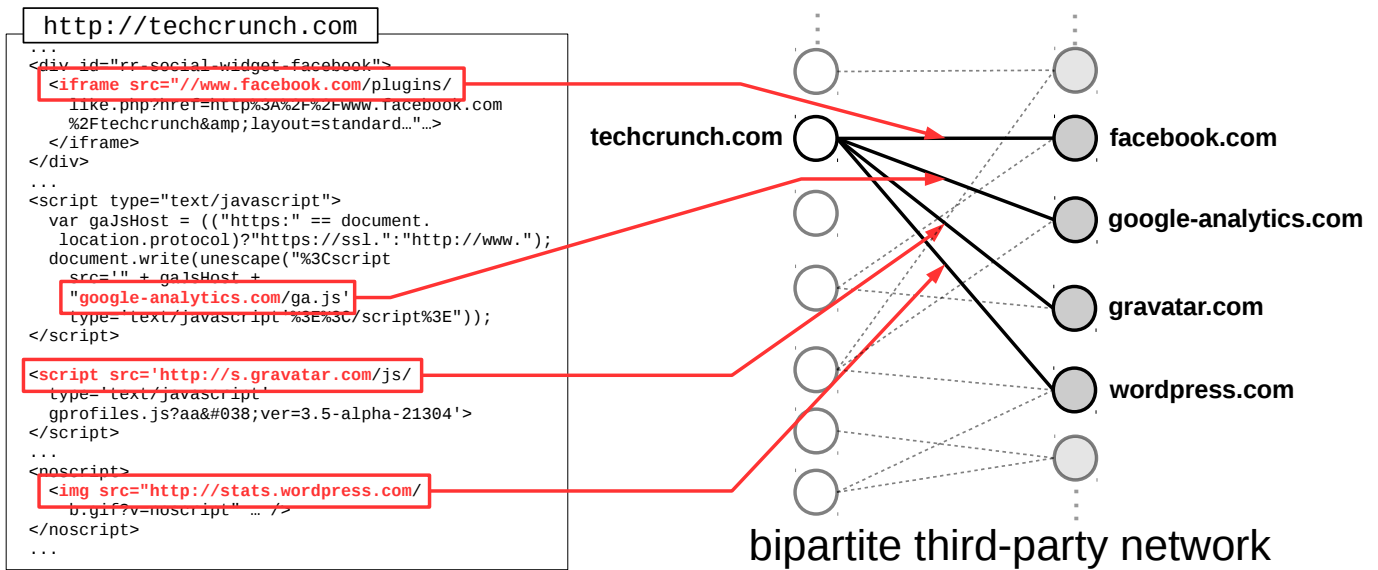 http://techcrunch.com
...
<div id="rr-social-widget-facebook">
<iframe src="//www.facebook.com/plugins/
like.php?href=http%3A%2F%2Fwww.facebook.com
%2Ftechcrunch&amp;layout=standard…"…>
</iframe>
</div>
...
<script type="text/javascript">
var gaJsHost = (("https:" == document.
location.protocol)?"https://ssl.":"http://www.");
document.write(unescape("%3Cscript
src='" + gaJsHost +
"google-analytics.com/ga.js'
type='text/javascript'%3E%3C/script%3E"));
</script>
<script src='http://s.gravatar.com/js/
type='text/javascript'
gprofiles.js?aa&#038;ver=3.5-alpha-21304'>
</script>
...
<noscript>
<img src="http://stats.wordpress.com/
b.gif?v=noscript" … />
</noscript>
...
techcrunch.com
facebook.com
google-analytics.com
gravatar.com
wordpress.com
bipartite third-party network